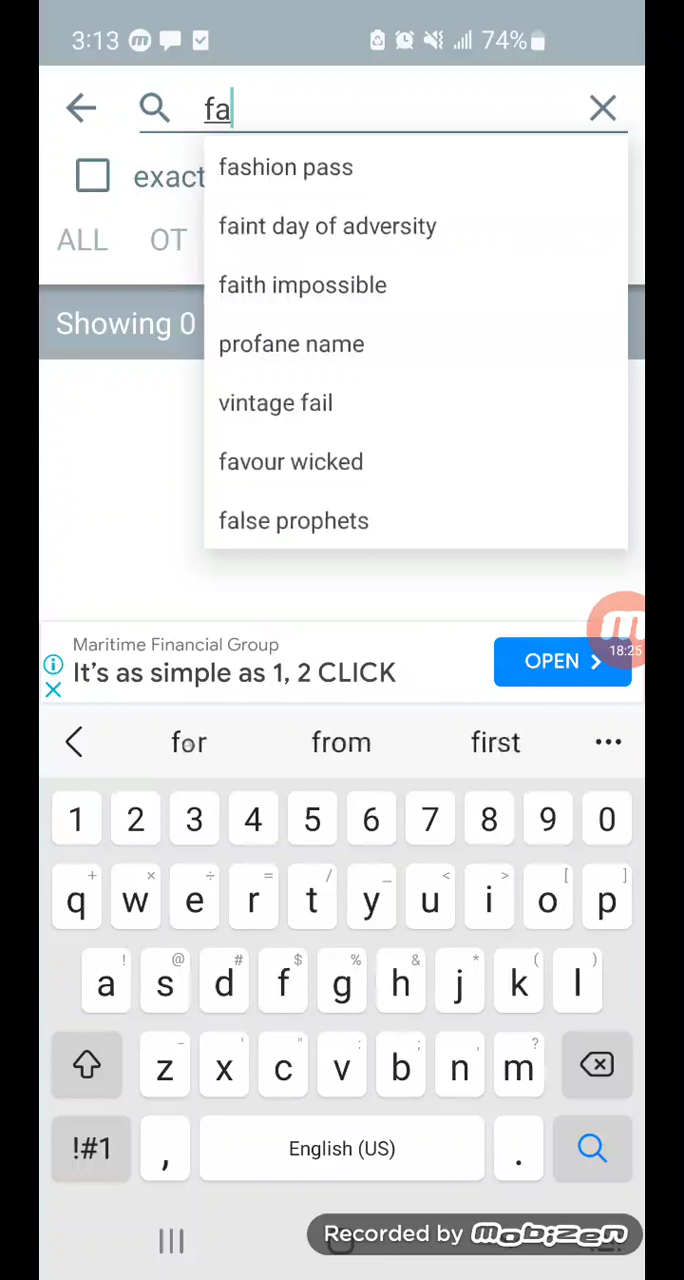 3:13 74%
fa
exact
fashion pass
faint day of adversity
faith impossible
profane name
vintage fail
favour wicked
false prophets
ALL OT
Showing 0
Maritime Financial Group
It's as simple as 1, 2 CLICK
OPEN
18:25
for from first
1 2 3 4 5 6 7 8 9 0
+ × ÷ = / _ < > [ ]
q w e r t y u i o p
! @ # $ % & * ( )
a s d f g h j k l
- ' " : ; , ?
z x c v b n m
!#1 , English (US) .
Recorded by mobizen